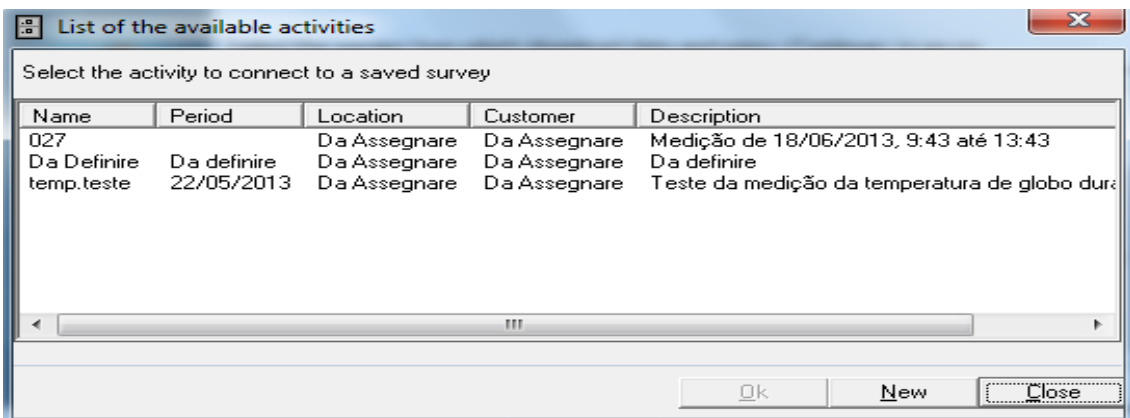 List of the available activities
Select the activity to connect to a saved survey
Name Period Location Customer Description
027 Da Assegnare Da Assegnare Medição de 18/06/2013, 9:43 até 13:43
Da Definire Da definire Da Assegnare Da Assegnare Da definire
temp.teste 22/05/2013 Da Assegnare Da Assegnare Teste da medição da temperatura de globo dura
Ok New Close